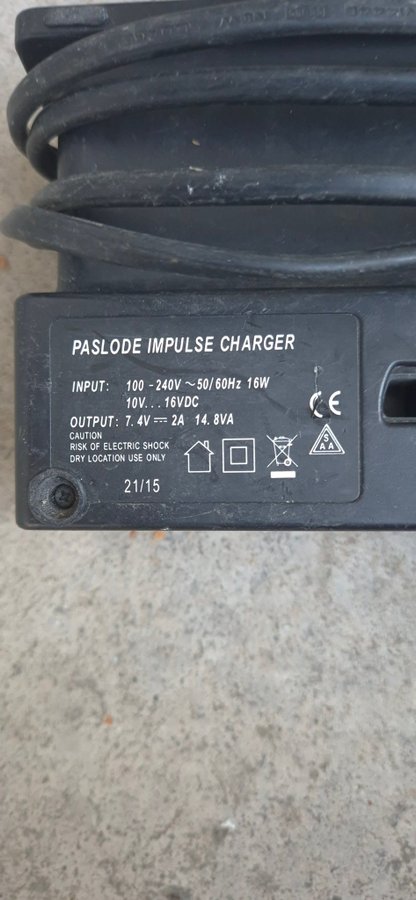 PASLODE IMPULSE CHARGER
INPUT: 100 - 240V ~ 50/60Hz 16W
10V...16VDC
OUTPUT: 7.4V ⎓ 2A 14.8VA
CAUTION
RISK OF ELECTRIC SHOCK
DRY LOCATION USE ONLY
CE
S
A A
21/15